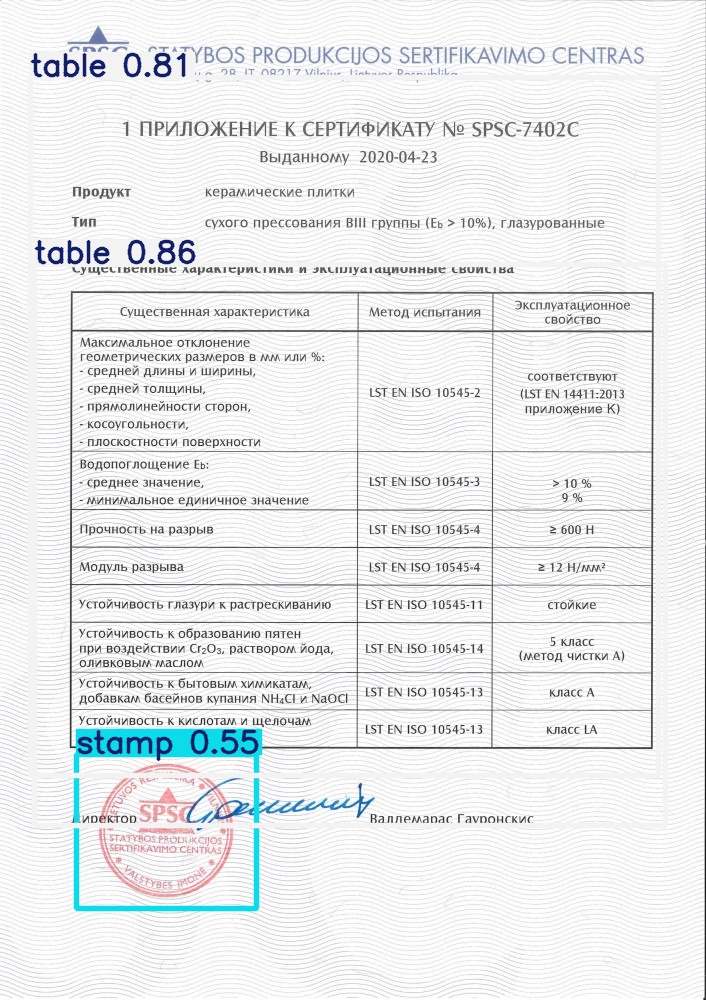 SPSC STATYBOS PRODUKCIJOS SERTIFIKAVIMO CENTRAS
table 0.81
g. 28, LT-08217 Vilnius, Lietuvos Respublika
1 ПРИЛОЖЕНИЕ К СЕРТИФИКАТУ № SPSC-7402C
Выданному 2020-04-23
Продукт керамические плитки
Тип сухого прессования BIII группы (Eb > 10%), глазурованные
table 0.86
Существенные характеристики и эксплуатационные свойства
Существенная характеристика Метод испытания Эксплуатационное свойство
Максимальное отклонение
геометрических размеров в мм или %:
- средней длины и ширины,
- средней толщины,
- прямолинейности сторон,
- косоугольности,
- плоскостности поверхности
LST EN ISO 10545-2
соответствуют
(LST EN 14411:2013
приложение K)
Водопоглощение Eb:
- среднее значение,
- минимальное единичное значение
LST EN ISO 10545-3
> 10 %
9 %
Прочность на разрыв LST EN ISO 10545-4 ≥ 600 Н
Модуль разрыва LST EN ISO 10545-4 ≥ 12 Н/мм²
Устойчивость глазури к растрескиванию LST EN ISO 10545-11 стойкие
Устойчивость к образованию пятен
при воздействии Cr₂O₃, раствором йода,
оливковым маслом
LST EN ISO 10545-14
5 класс
(метод чистки A)
Устойчивость к бытовым химикатам,
добавкам басейнов купания NH₄Cl и NaOCl
LST EN ISO 10545-13
класс A
Устойчивость к кислотам и щелочам
LST EN ISO 10545-13
класс LA
stamp 0.55
Директор Валдемарас Гауронскис
LIETUVOS RESPUBLIKA
SPSC
STATYBOS PRODUKCIJOS
SERTIFIKAVIMO CENTRAS
VALSTYBĖS ĮMONĖ